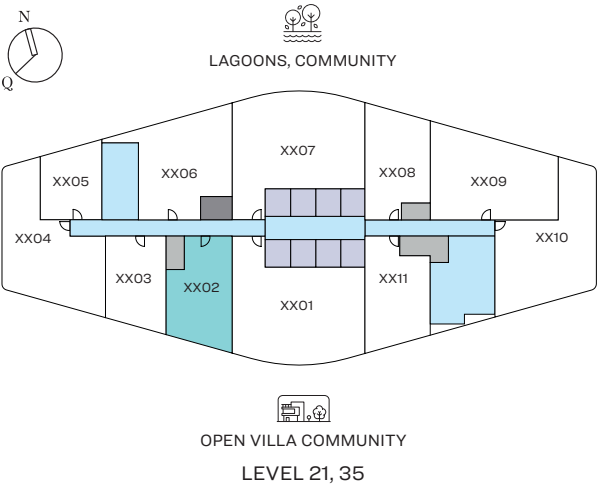 N
Q
LAGOONS, COMMUNITY
XX07
XX08
XX06
XX05
XX09
XX04
XX10
XX03
XX02
XX11
XX01
OPEN VILLA COMMUNITY
LEVEL 21, 35